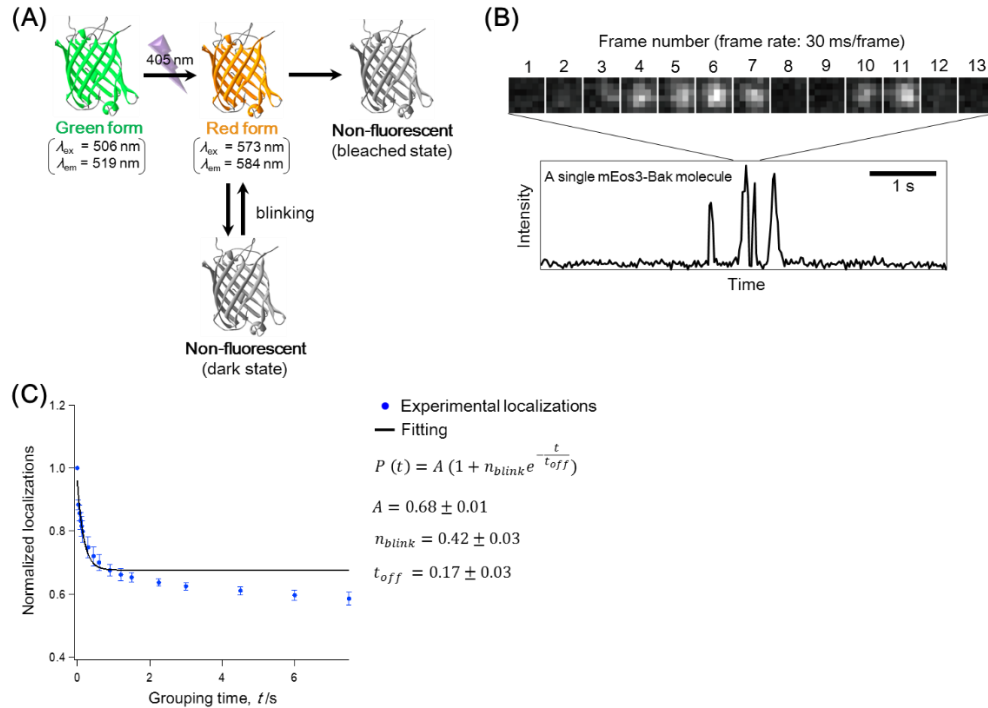 (A)
405 nm
Green form
λex = 506 nm
λem = 519 nm
Red form
λex = 573 nm
λem = 584 nm
Non-fluorescent
(bleached state)
blinking
Non-fluorescent
(dark state)
(B)
Frame number (frame rate: 30 ms/frame)
1 2 3 4 5 6 7 8 9 10 11 12 13
A single mEos3-Bak molecule
1 s
Intensity
Time
(C)
Normalized localizations
1.2
1.0
0.8
0.6
0.4
0 2 4 6
Grouping time, t /s
Experimental localizations
Fitting
P (t) = A (1 + nblink e^-t/toff)
A = 0.68 ± 0.01
nblink = 0.42 ± 0.03
toff = 0.17 ± 0.03